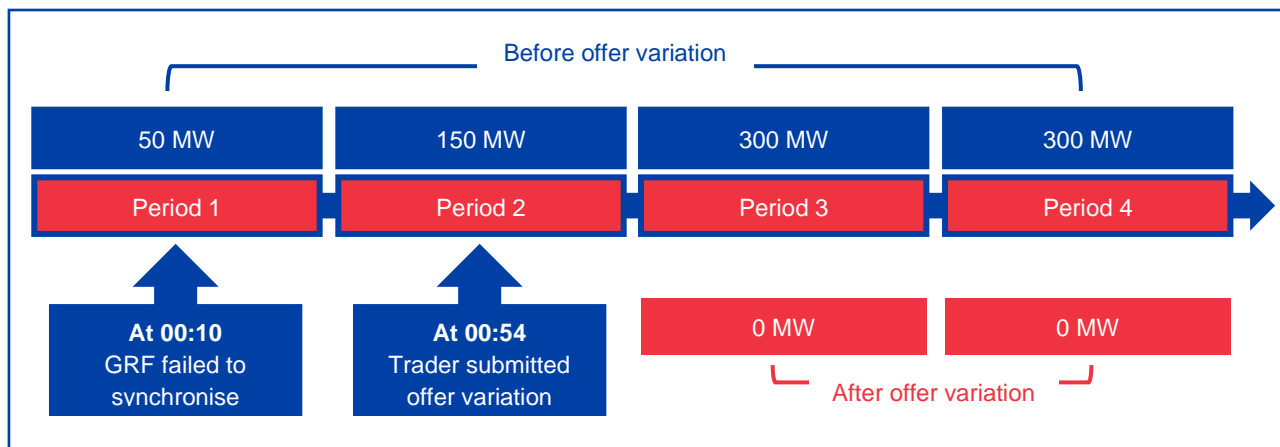 Before offer variation
50 MW
150 MW
300 MW
300 MW
Period 1
Period 2
Period 3
Period 4
At 00:10
GRF failed to
synchronise
At 00:54
Trader submitted
offer variation
0 MW
0 MW
After offer variation